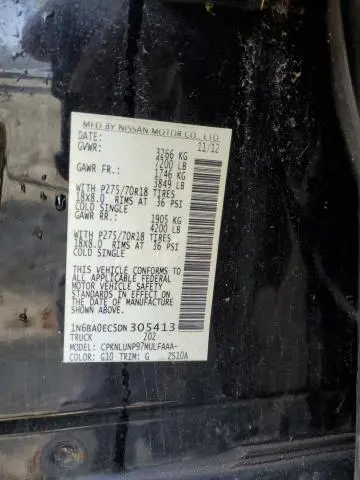 MFD BY NISSAN MOTOR CO., LTD.
DATE: 11/12
GVWR: 3266 KG
7200 LB
GAWR FR.: 1746 KG
3849 LB
WITH P275/70R18 TIRES
18X8.0 RIMS AT 36 PSI
COLD SINGLE
GAWR RR.: 1905 KG
4200 LB
WITH P275/70R18 TIRES
18X8.0 RIMS AT 36 PSI
COLD SINGLE
THIS VEHICLE CONFORMS TO
ALL APPLICABLE FEDERAL
MOTOR VEHICLE SAFETY
STANDARDS IN EFFECT ON
THE DATE OF MANUFACTURE
SHOWN ABOVE
1N6BA0EC5DN305413
TRUCK 202
MODEL: CPKNLUNP97MULFAAA-
COLOR: G10 TRIM: G 2S10A